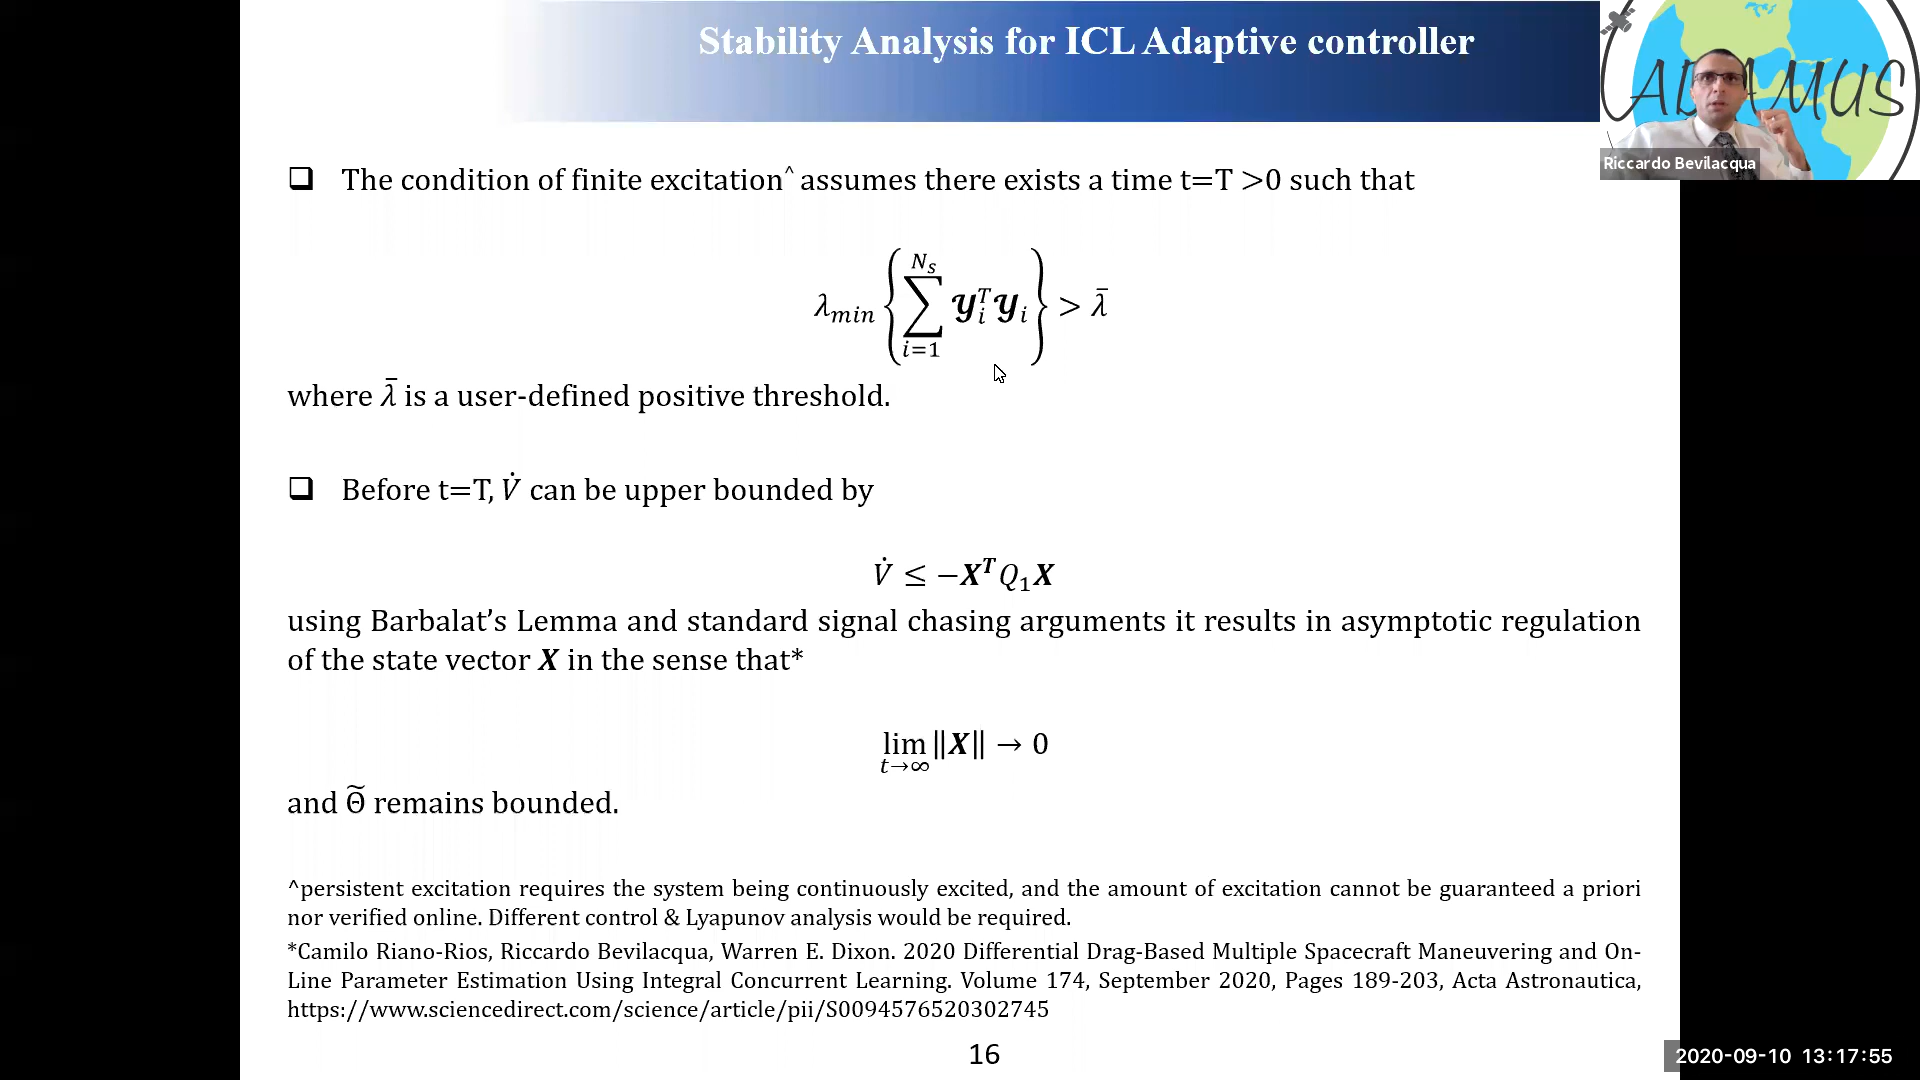 Stability Analysis for ICL Adaptive controller
ADAMUS
Riccardo Bevilacqua
❑ The condition of finite excitation^ assumes there exists a time t=T >0 such that
λ_min { ∑_{i=1}^{N_s} 𝓨_i^T 𝓨_i } > λ̄
where λ̄ is a user-defined positive threshold.
❑ Before t=T, V̇ can be upper bounded by
V̇ ≤ −X^T Q₁X
using Barbalat’s Lemma and standard signal chasing arguments it results in asymptotic regulation
of the state vector X in the sense that*
lim_{t→∞} ‖X‖ → 0
and Θ̃ remains bounded.
^persistent excitation requires the system being continuously excited, and the amount of excitation cannot be guaranteed a priori
nor verified online. Different control & Lyapunov analysis would be required.
*Camilo Riano-Rios, Riccardo Bevilacqua, Warren E. Dixon. 2020 Differential Drag-Based Multiple Spacecraft Maneuvering and On-
Line Parameter Estimation Using Integral Concurrent Learning. Volume 174, September 2020, Pages 189-203, Acta Astronautica,
https://www.sciencedirect.com/science/article/pii/S0094576520302745
16
2020-09-10 13:17:55